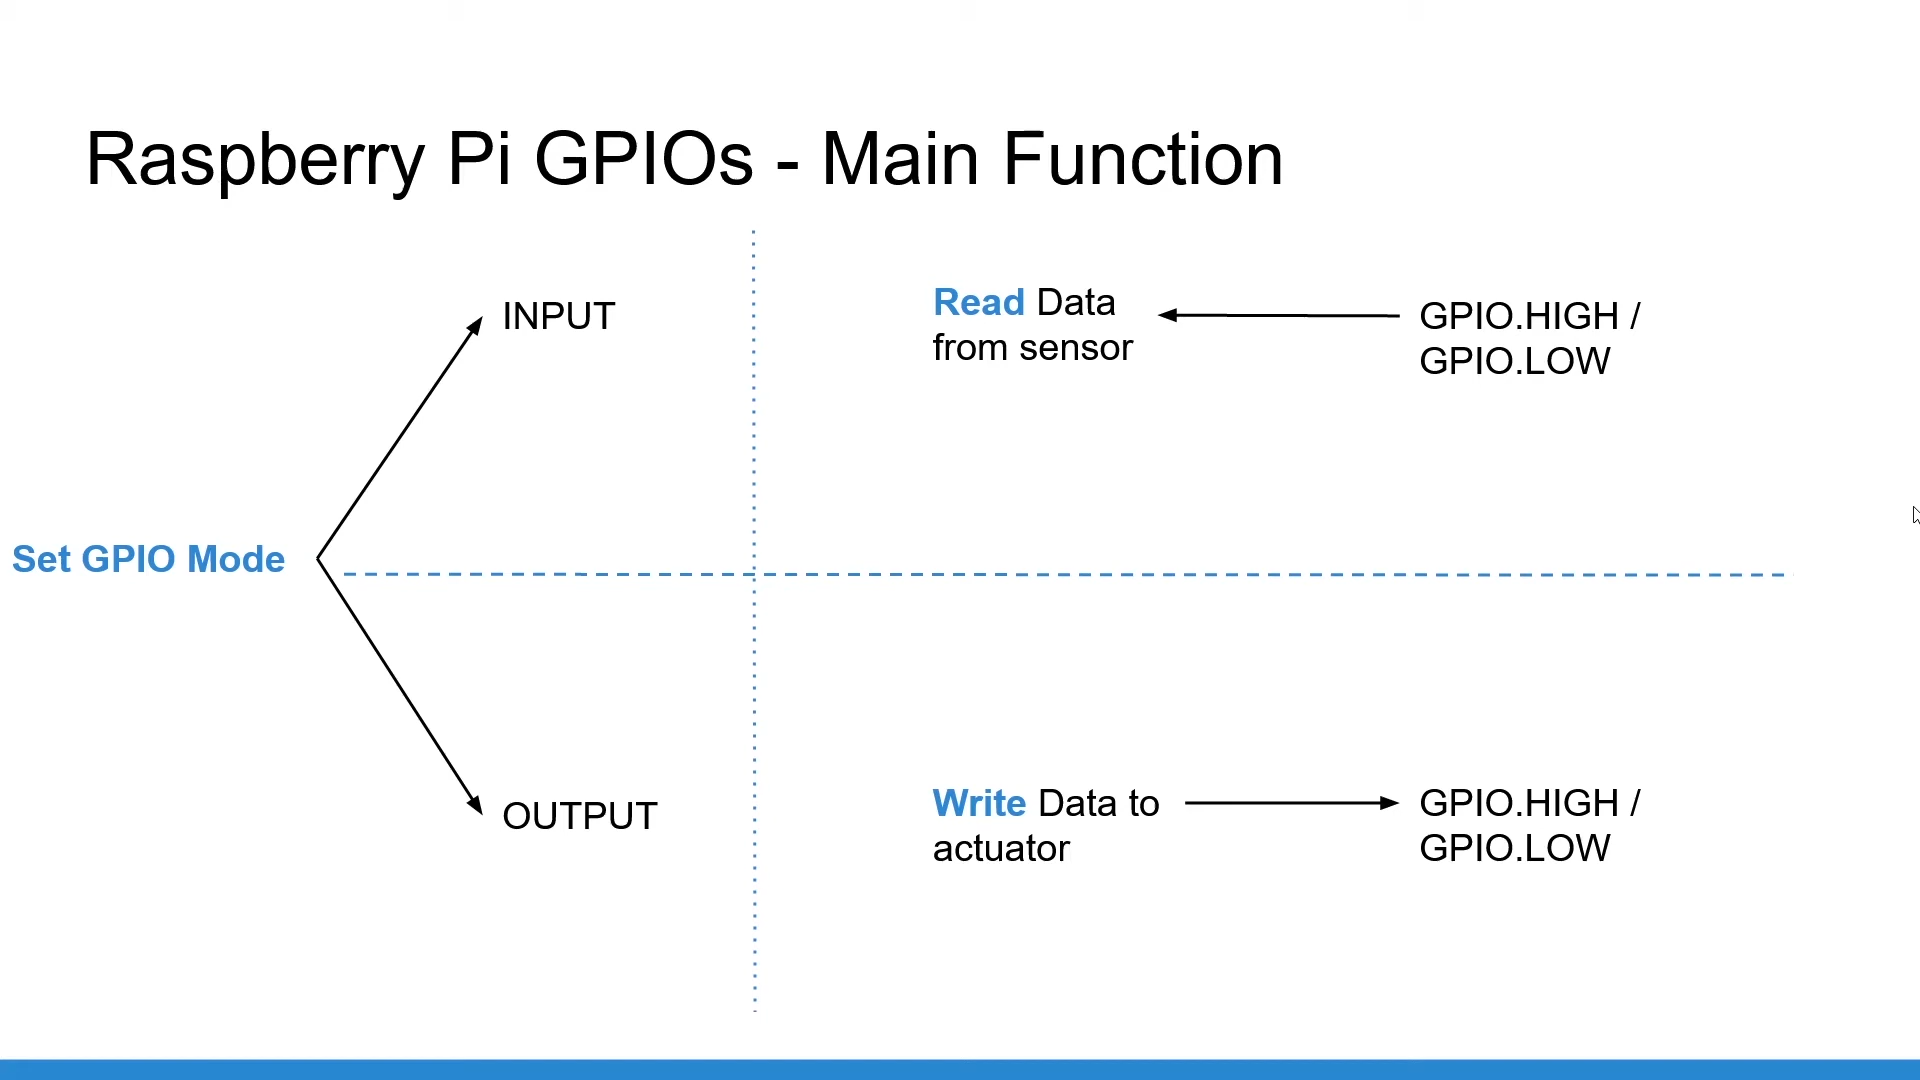 Raspberry Pi GPIOs - Main Function
INPUT
Read Data
from sensor
GPIO.HIGH /
GPIO.LOW
Set GPIO Mode
OUTPUT
Write Data to
actuator
GPIO.HIGH /
GPIO.LOW